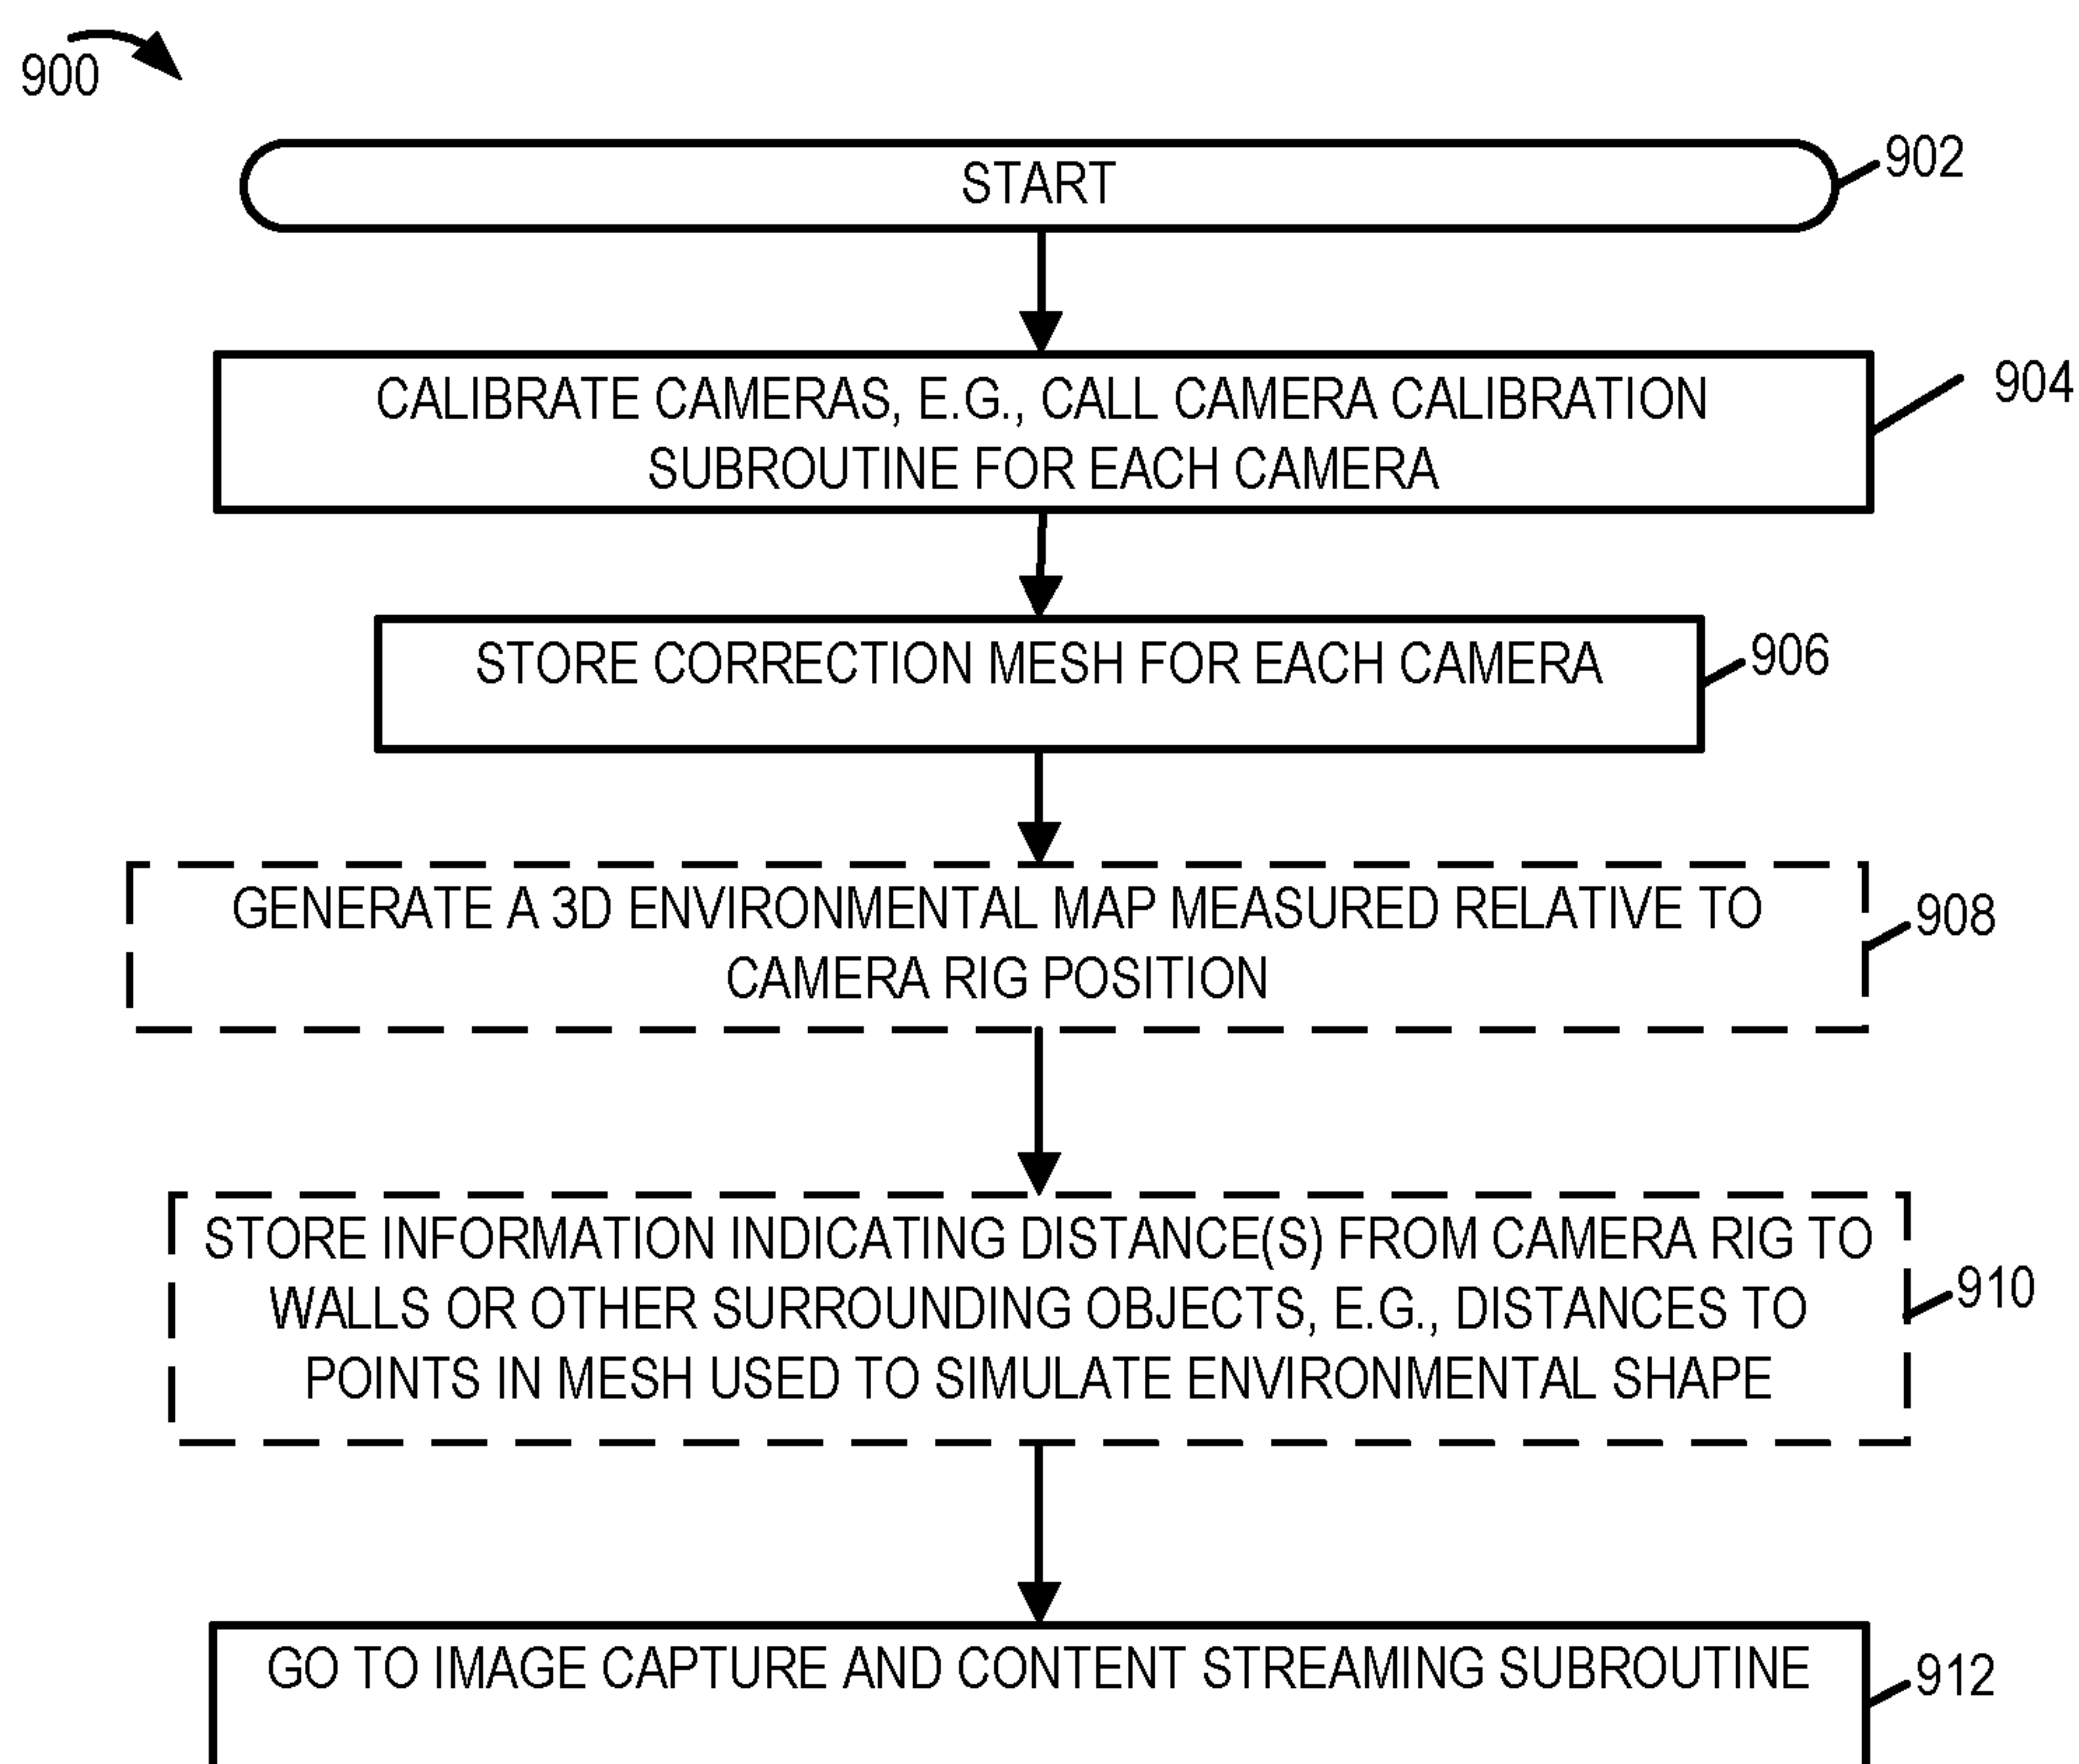 900
START
902
CALIBRATE CAMERAS, E.G., CALL CAMERA CALIBRATION
SUBROUTINE FOR EACH CAMERA
904
STORE CORRECTION MESH FOR EACH CAMERA
906
GENERATE A 3D ENVIRONMENTAL MAP MEASURED RELATIVE TO
CAMERA RIG POSITION
908
STORE INFORMATION INDICATING DISTANCE(S) FROM CAMERA RIG TO
WALLS OR OTHER SURROUNDING OBJECTS, E.G., DISTANCES TO
POINTS IN MESH USED TO SIMULATE ENVIRONMENTAL SHAPE
910
GO TO IMAGE CAPTURE AND CONTENT STREAMING SUBROUTINE
912